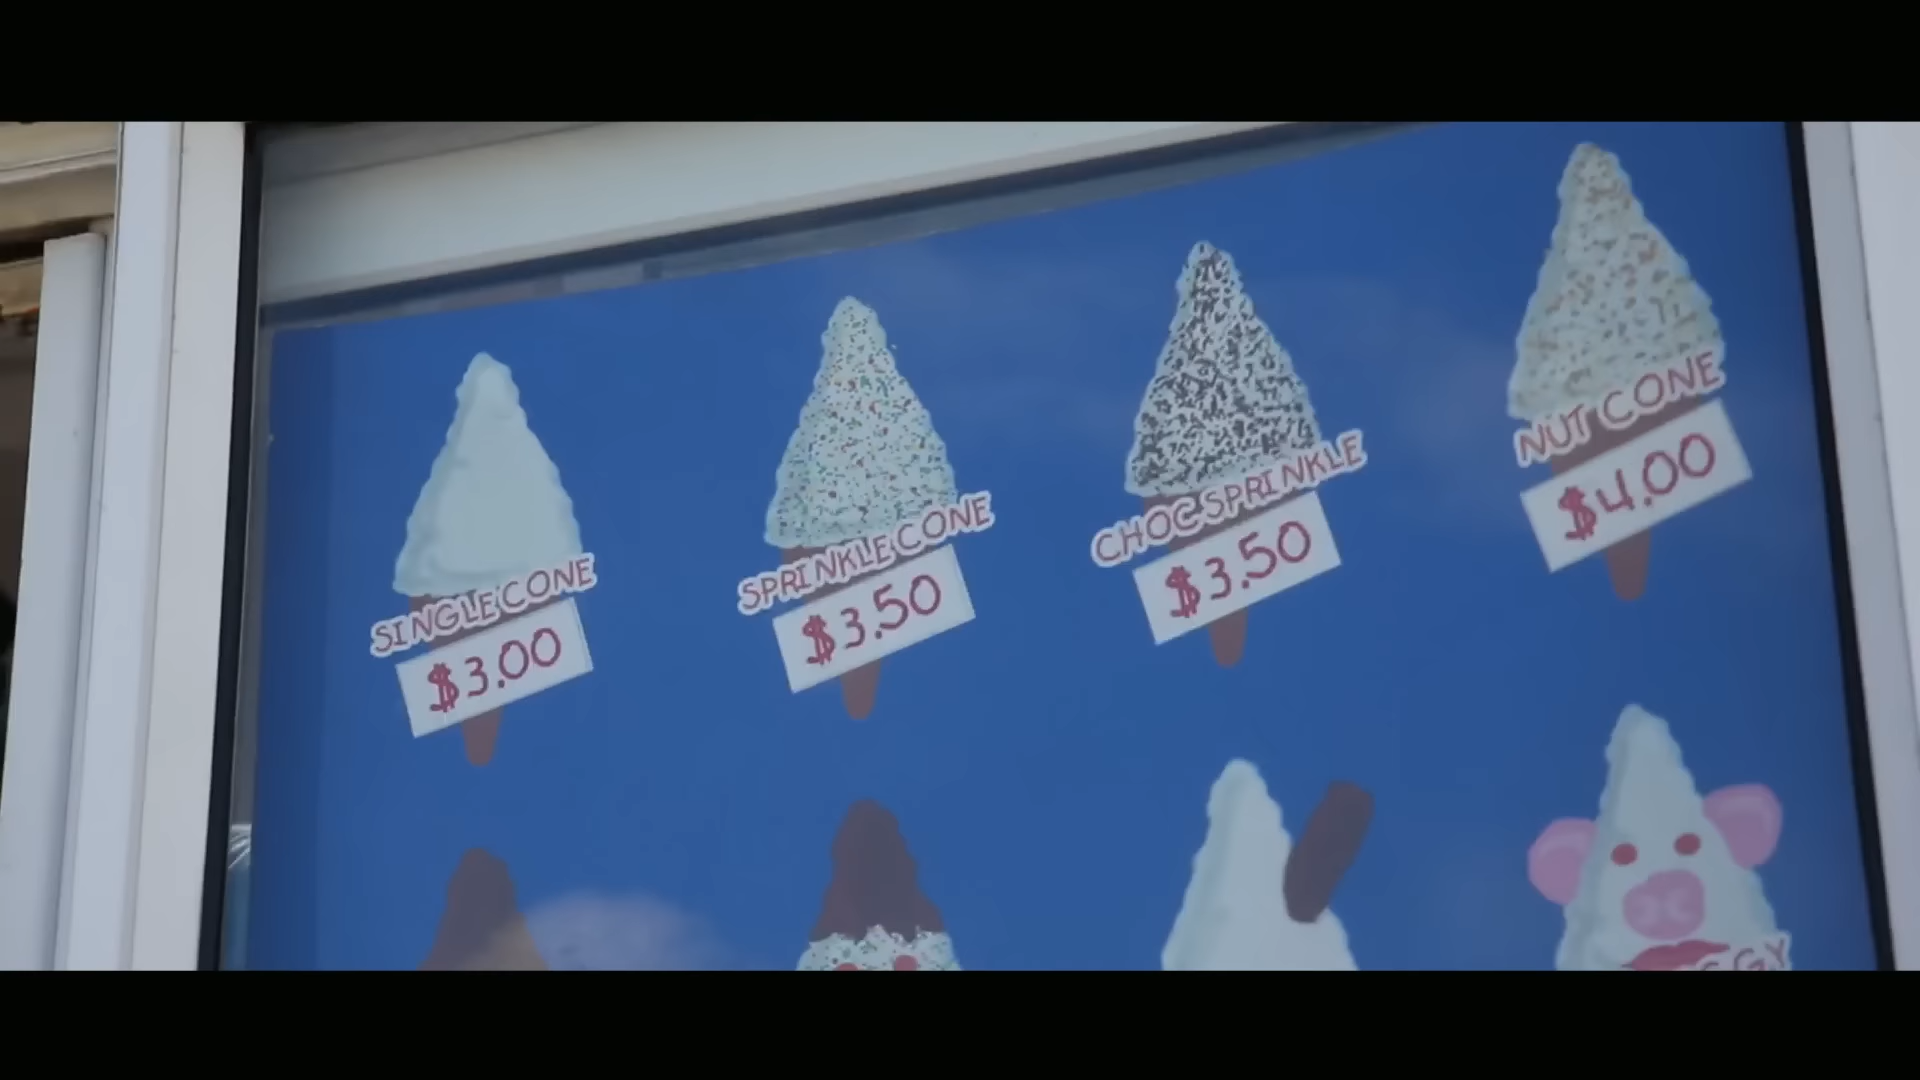 SINGLE CONE
$3.00
SPRINKLE CONE
$3.50
CHOC SPRINKLE
$3.50
NUT CONE
$4.00